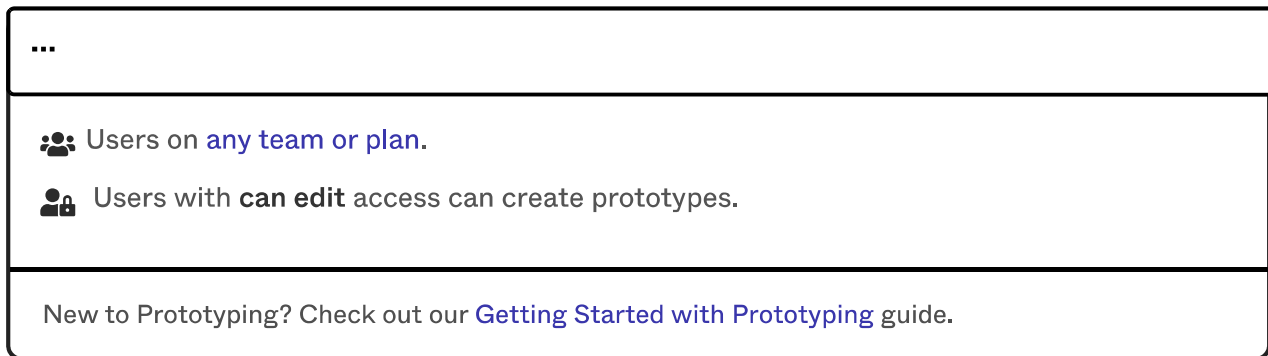 ...
Users on any team or plan.
Users with can edit access can create prototypes.
New to Prototyping? Check out our Getting Started with Prototyping guide.